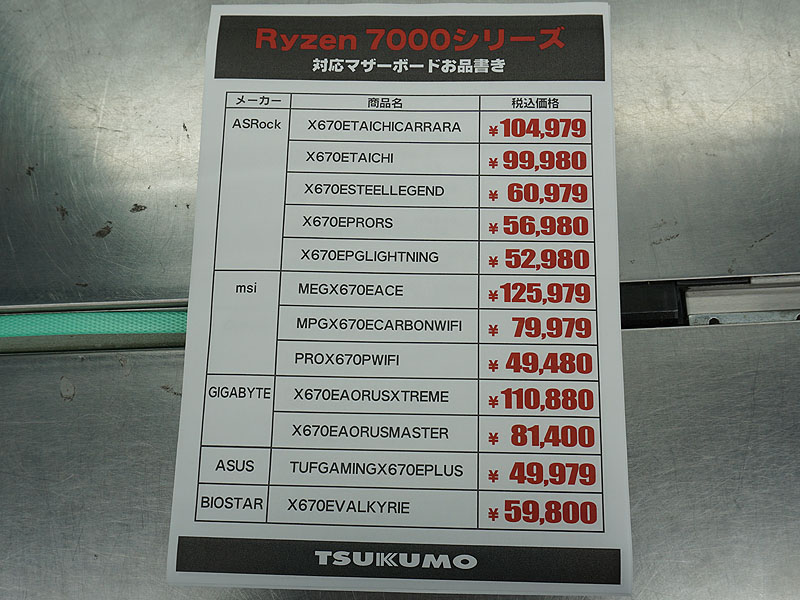 Ryzen 7000シリーズ
対応マザーボードお品書き
メーカー 商品名 税込価格
ASRock X670ETAICHICARRARA ¥104,979
X670ETAICHI ¥99,980
X670ESTEELLEGEND ¥60,979
X670EPRORS ¥56,980
X670EPGLIGHTNING ¥52,980
msi MEGX670EACE ¥125,979
MPGX670ECARBONWIFI ¥79,979
PROX670PWIFI ¥49,480
GIGABYTE X670EAORUSXTREME ¥110,880
X670EAORUSMASTER ¥81,400
ASUS TUFGAMINGX670EPLUS ¥49,979
BIOSTAR X670EVALKYRIE ¥59,800
TSUKUMO